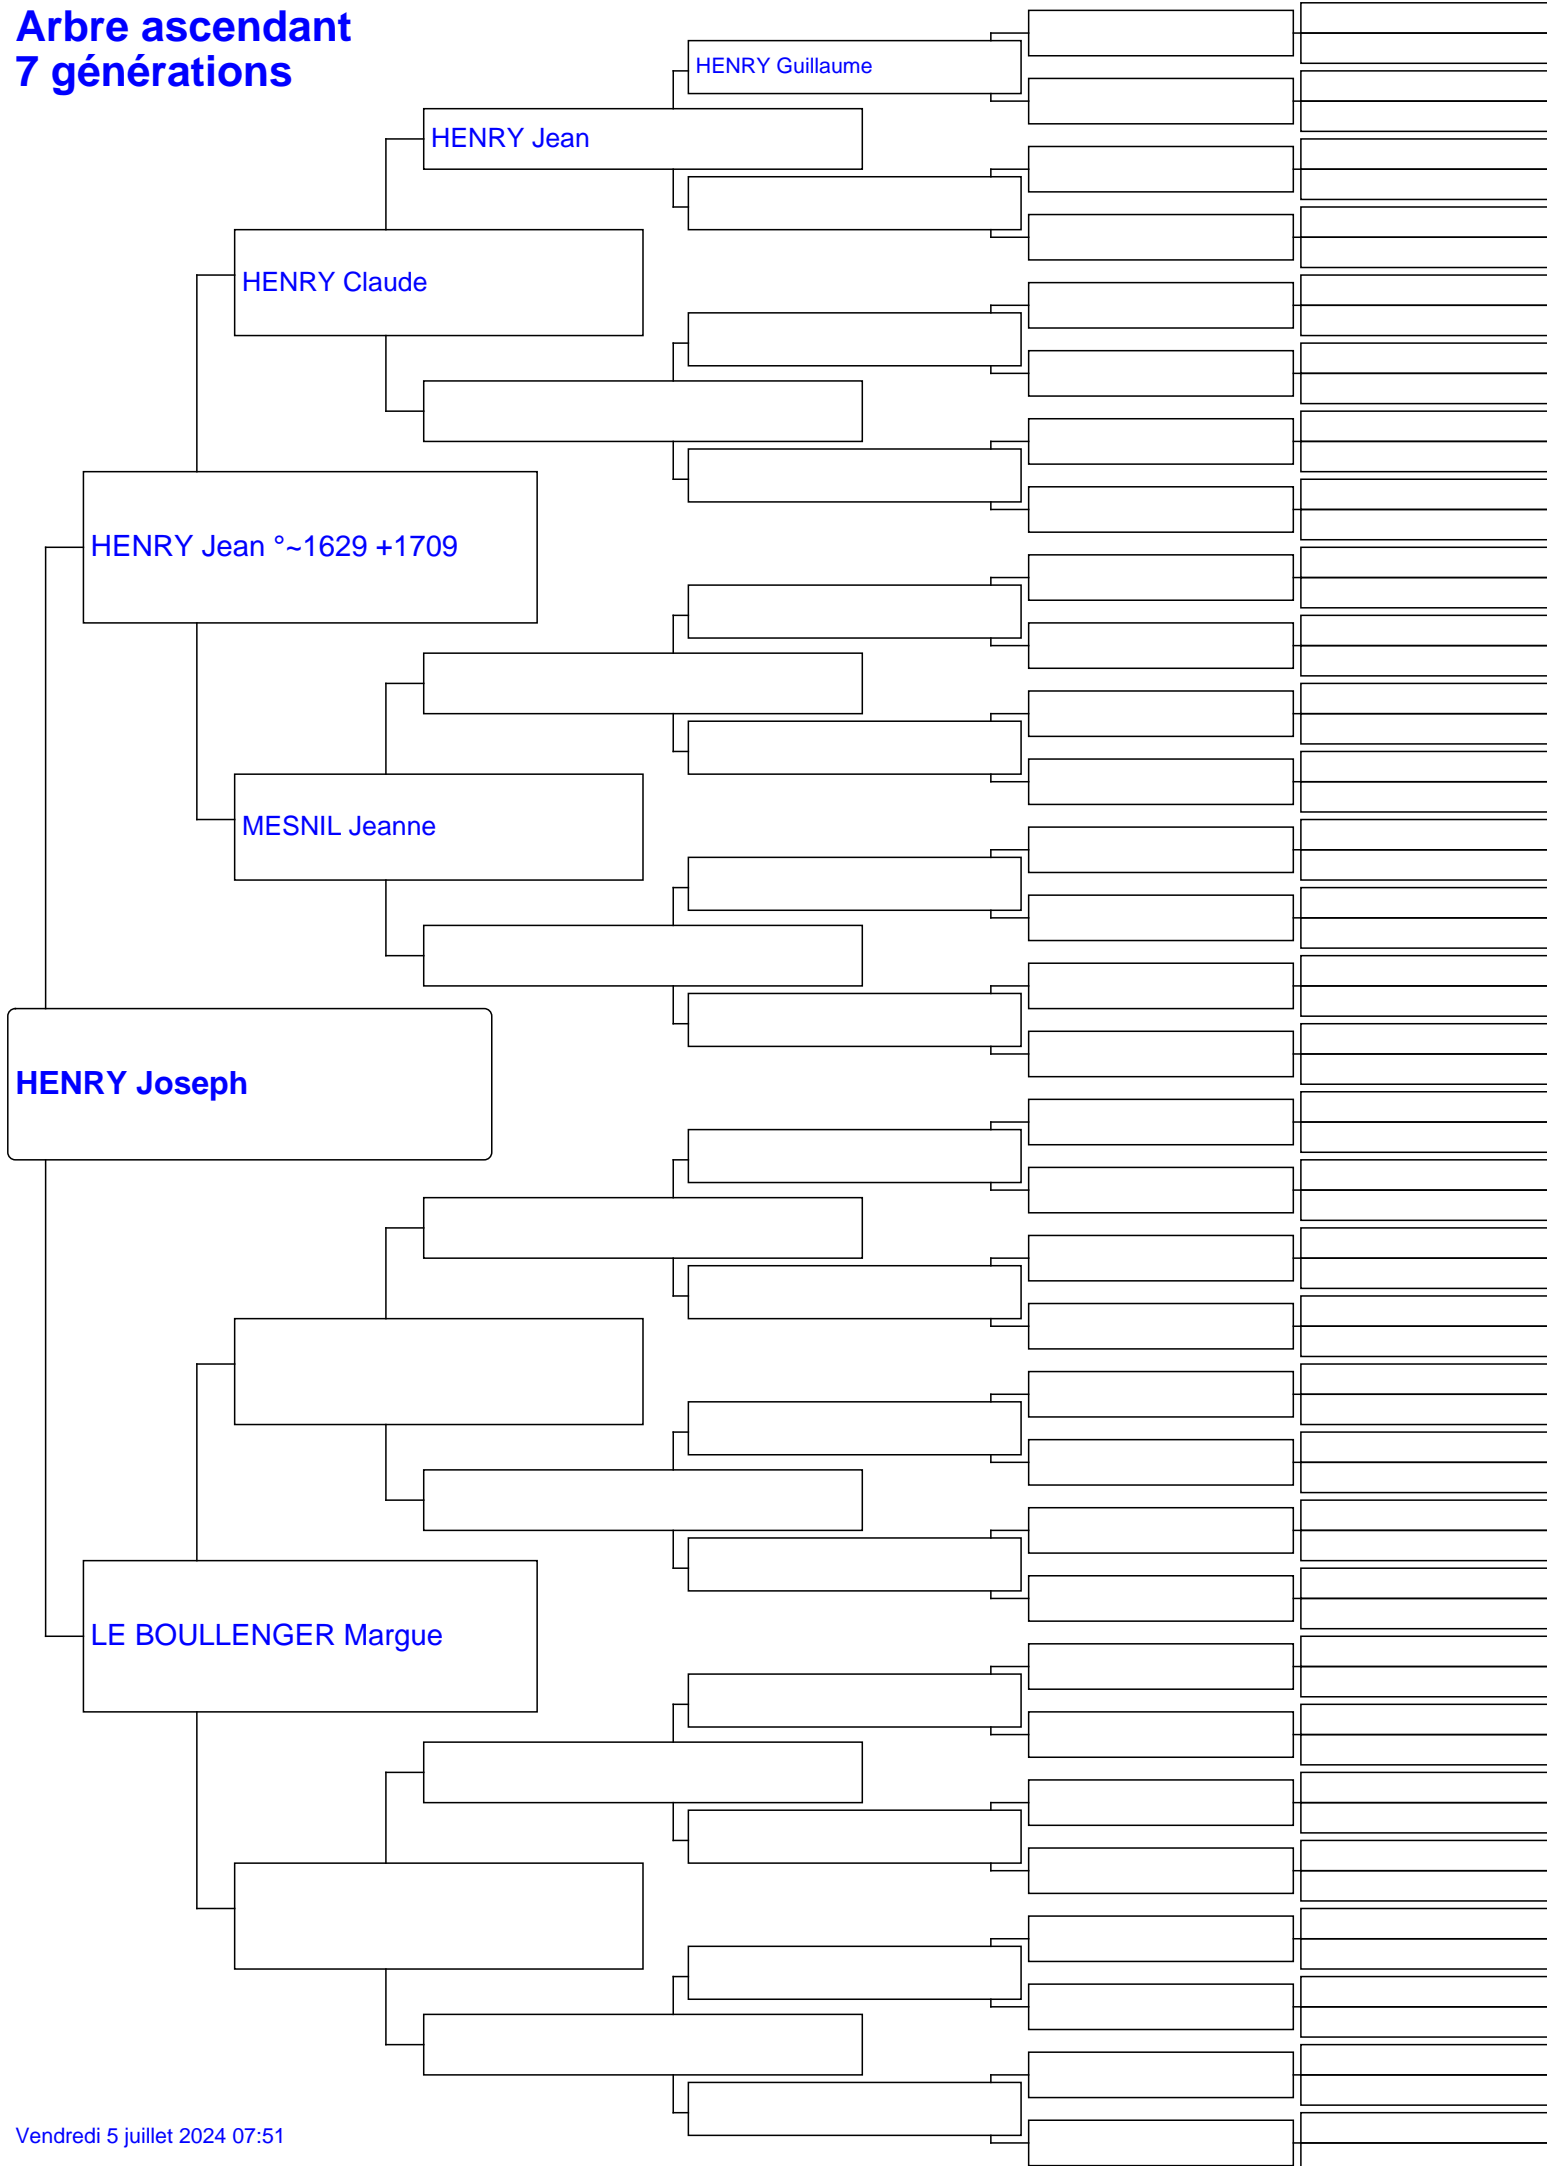 Arbre ascendant
7 générations
HENRY Guillaume
HENRY Jean
HENRY Claude
HENRY Jean °~1629 +1709
MESNIL Jeanne
HENRY Joseph
LE BOULLENGER Margue
Vendredi 5 juillet 2024 07:51